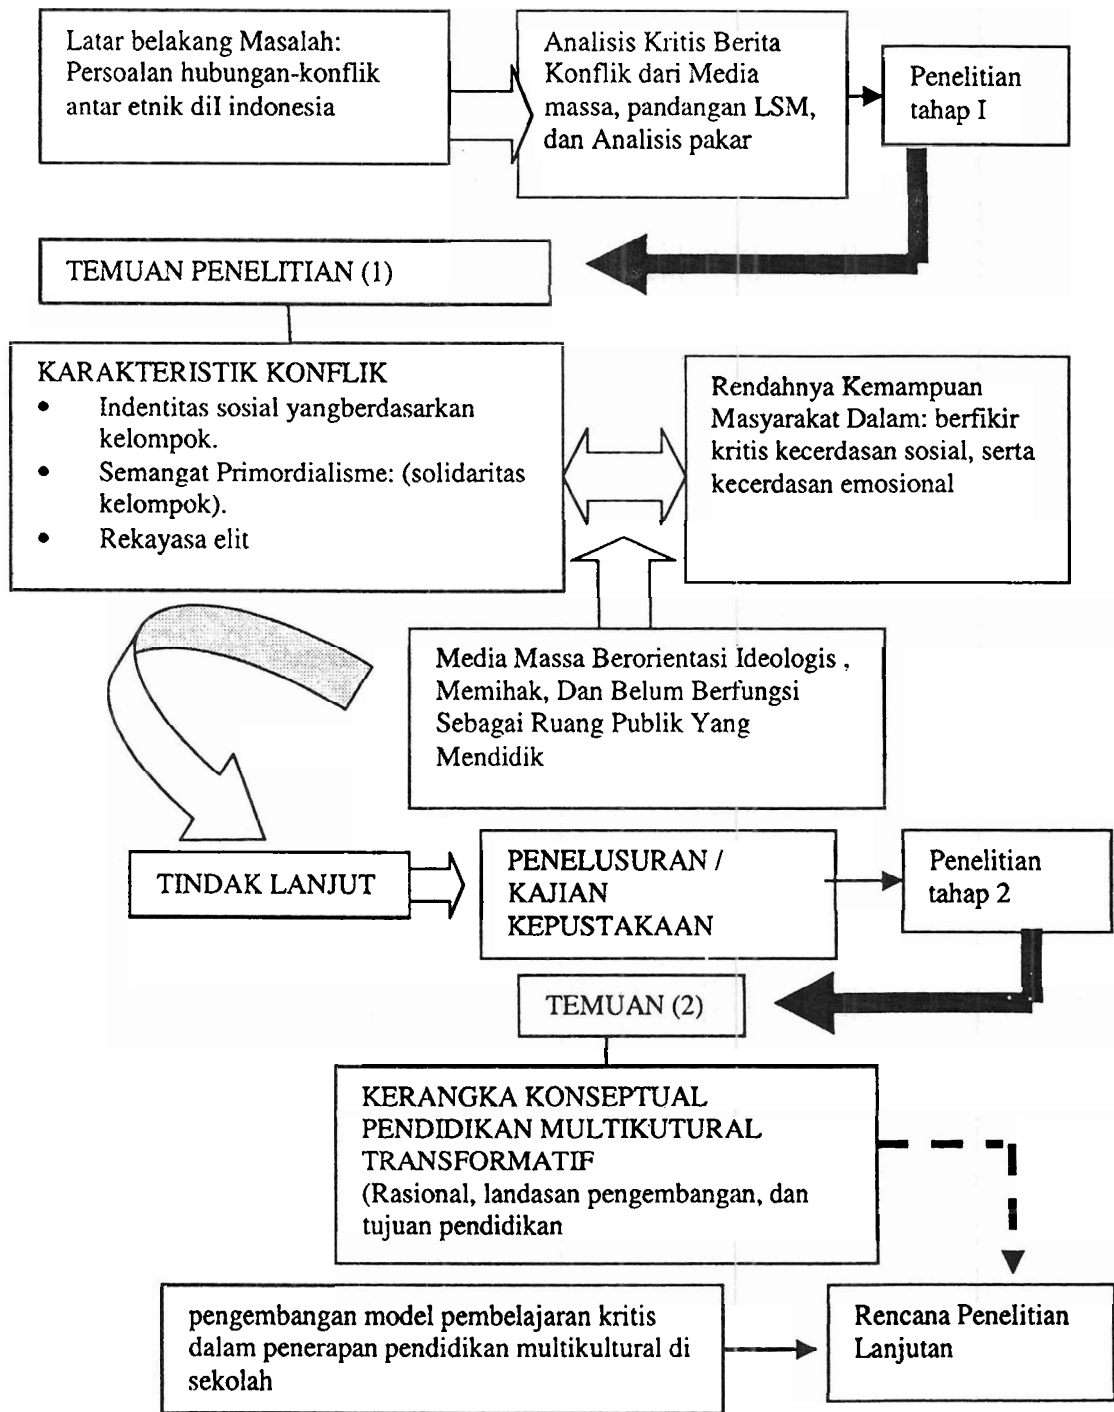 Latar belakang Masalah:
Persoalan hubungan-konflik
antar etnik diI indonesia
Analisis Kritis Berita
Konflik dari Media
massa, pandangan LSM,
dan Analisis pakar
Penelitian
tahap I
TEMUAN PENELITIAN (1)
KARAKTERISTIK KONFLIK
• Indentitas sosial yangberdasarkan
kelompok.
• Semangat Primordialisme: (solidaritas
kelompok).
• Rekayasa elit
Rendahnya Kemampuan
Masyarakat Dalam: berfikir
kritis kecerdasan sosial, serta
kecerdasan emosional
Media Massa Berorientasi Ideologis ,
Memihak, Dan Belum Berfungsi
Sebagai Ruang Publik Yang
Mendidik
TINDAK LANJUT
PENELUSURAN /
KAJIAN
KEPUSTAKAAN
Penelitian
tahap 2
TEMUAN (2)
KERANGKA KONSEPTUAL
PENDIDIKAN MULTIKUTURAL
TRANSFORMATIF
(Rasional, landasan pengembangan, dan
tujuan pendidikan
pengembangan model pembelajaran kritis
dalam penerapan pendidikan multikultural di
sekolah
Rencana Penelitian
Lanjutan